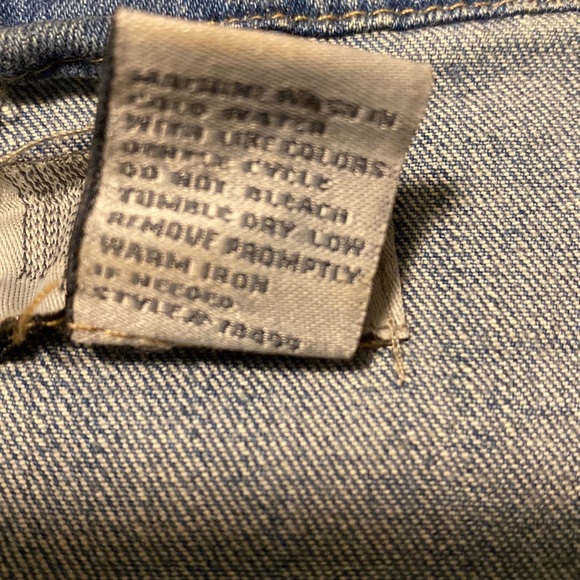 MACHINE WASH IN
COLD WATER
WITH LIKE COLORS
GENTLE CYCLE
DO NOT BLEACH
TUMBLE DRY LOW
REMOVE PROMPTLY
WARM IRON
IF NEEDED.
STYLE#